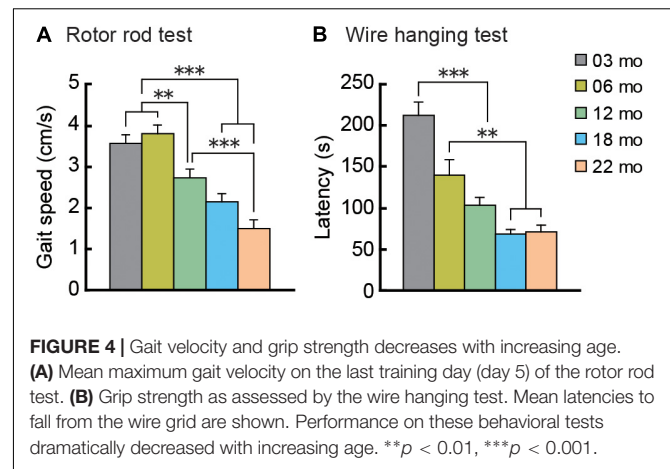 A Rotor rod test
B Wire hanging test
03 mo
06 mo
12 mo
18 mo
22 mo
Gait speed (cm/s)
5
4
3
2
1
0
***
**
***
Latency (s)
250
200
150
100
50
0
***
**
FIGURE 4 | Gait velocity and grip strength decreases with increasing age.
(A) Mean maximum gait velocity on the last training day (day 5) of the rotor rod
test. (B) Grip strength as assessed by the wire hanging test. Mean latencies to
fall from the wire grid are shown. Performance on these behavioral tests
dramatically decreased with increasing age. **p < 0.01, ***p < 0.001.